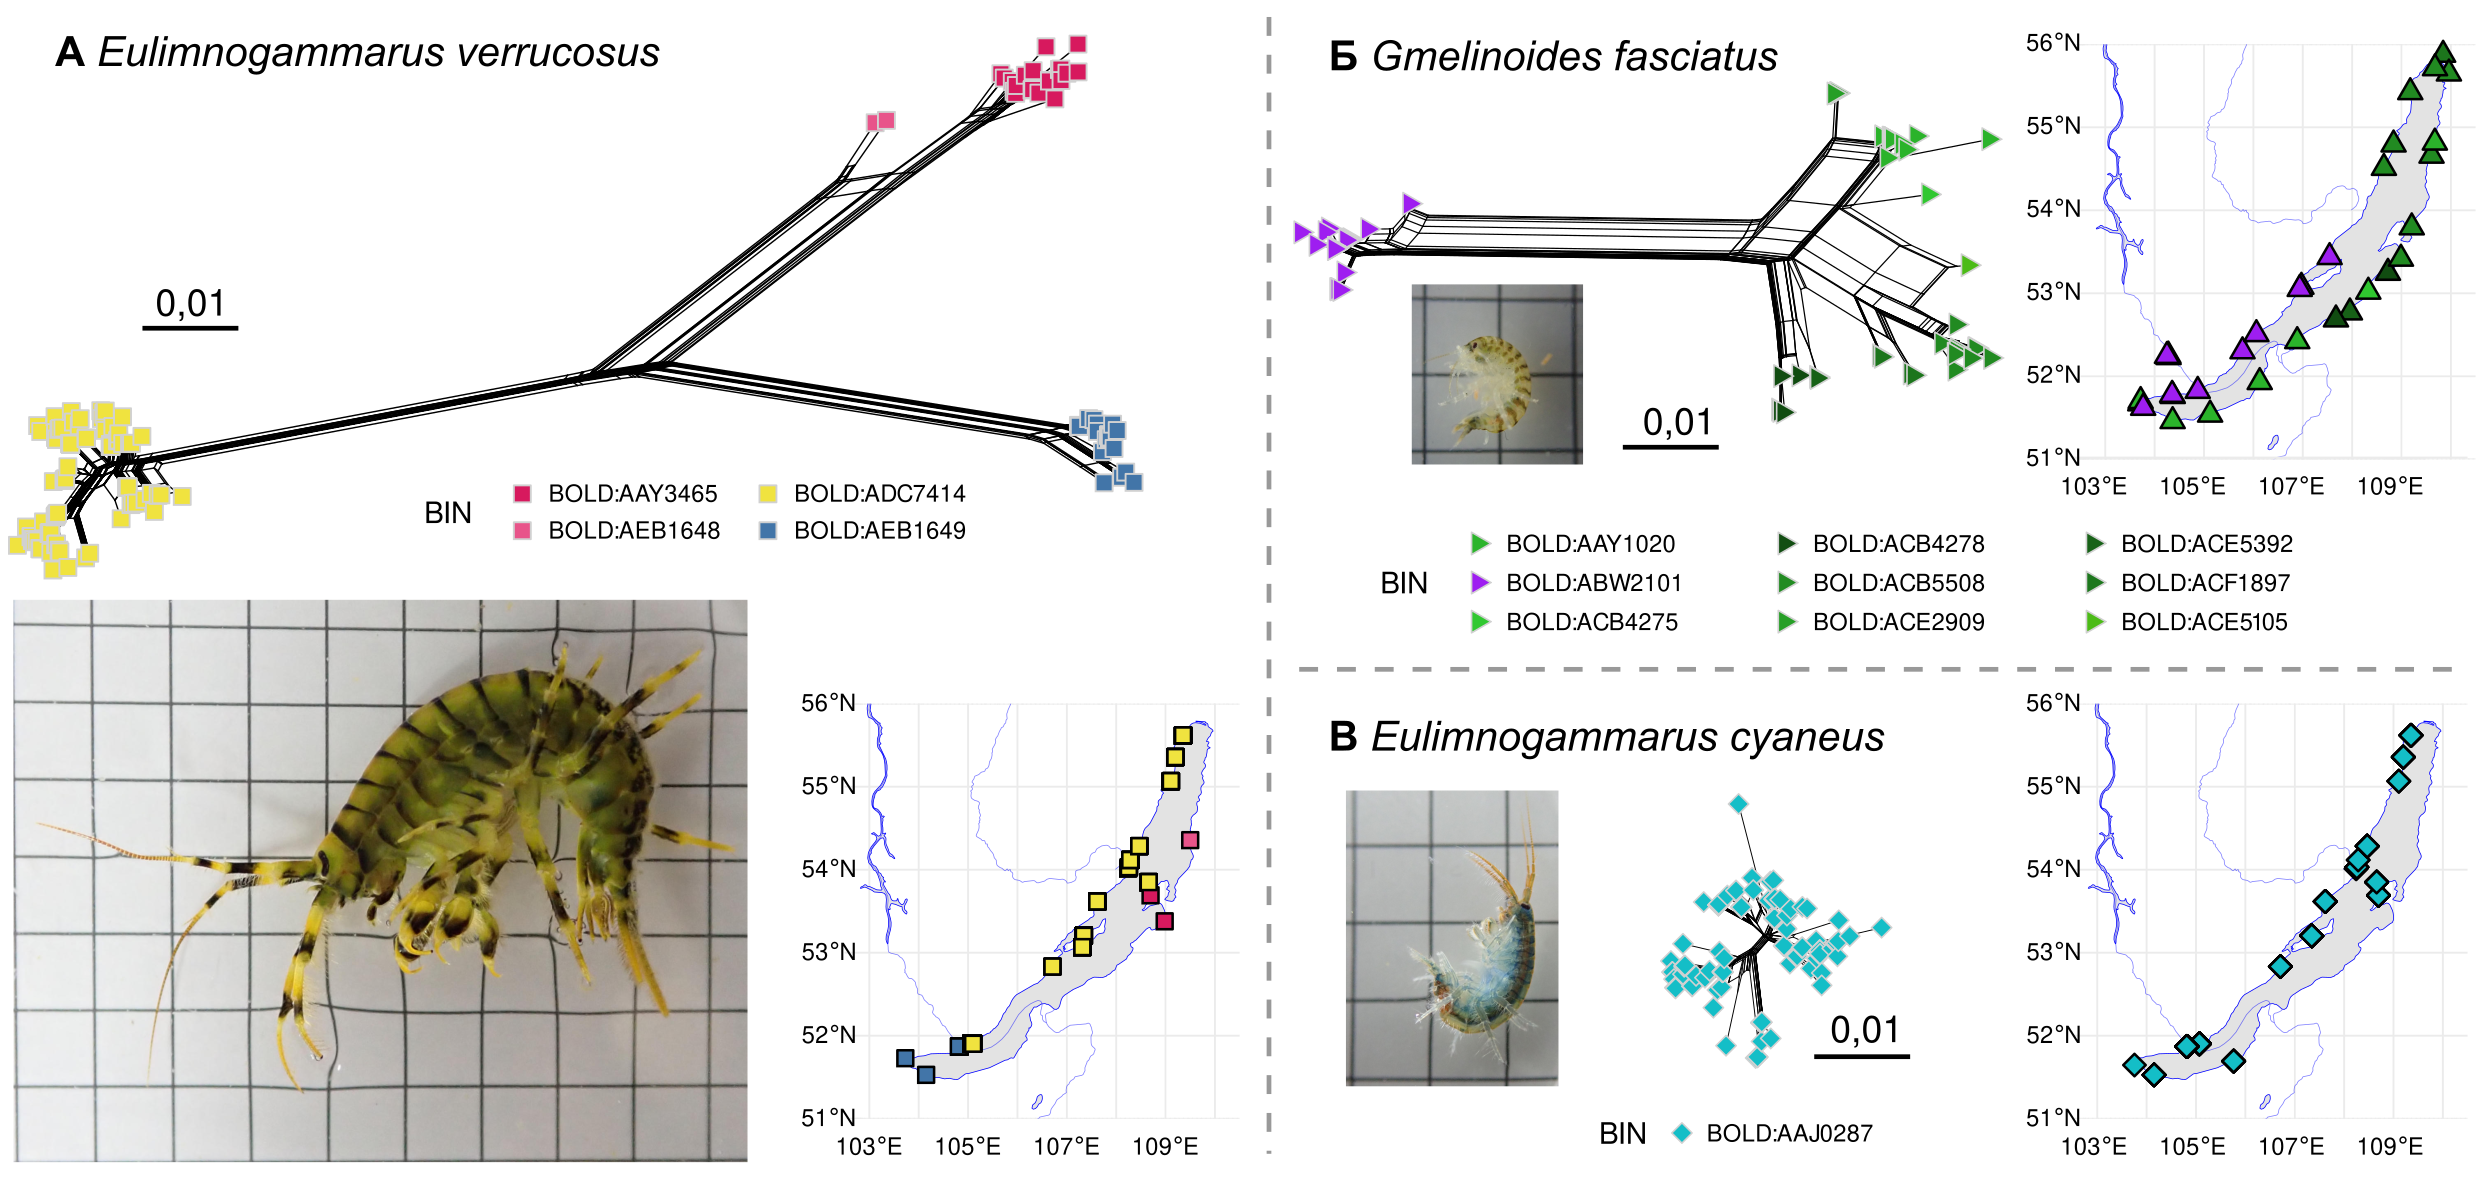 А Eulimnogammarus verrucosus
0,01
BIN
BOLD:AAY3465
BOLD:ADC7414
BOLD:AEB1648
BOLD:AEB1649
56°N
55°N
54°N
53°N
52°N
51°N
103°E 105°E 107°E 109°E
Б Gmelinoides fasciatus
0,01
56°N
55°N
54°N
53°N
52°N
51°N
103°E 105°E 107°E 109°E
BIN
BOLD:AAY1020
BOLD:ACB4278
BOLD:ACE5392
BOLD:ABW2101
BOLD:ACB5508
BOLD:ACF1897
BOLD:ACB4275
BOLD:ACE2909
BOLD:ACE5105
В Eulimnogammarus cyaneus
0,01
BIN BOLD:AAJ0287
56°N
55°N
54°N
53°N
52°N
51°N
103°E 105°E 107°E 109°E